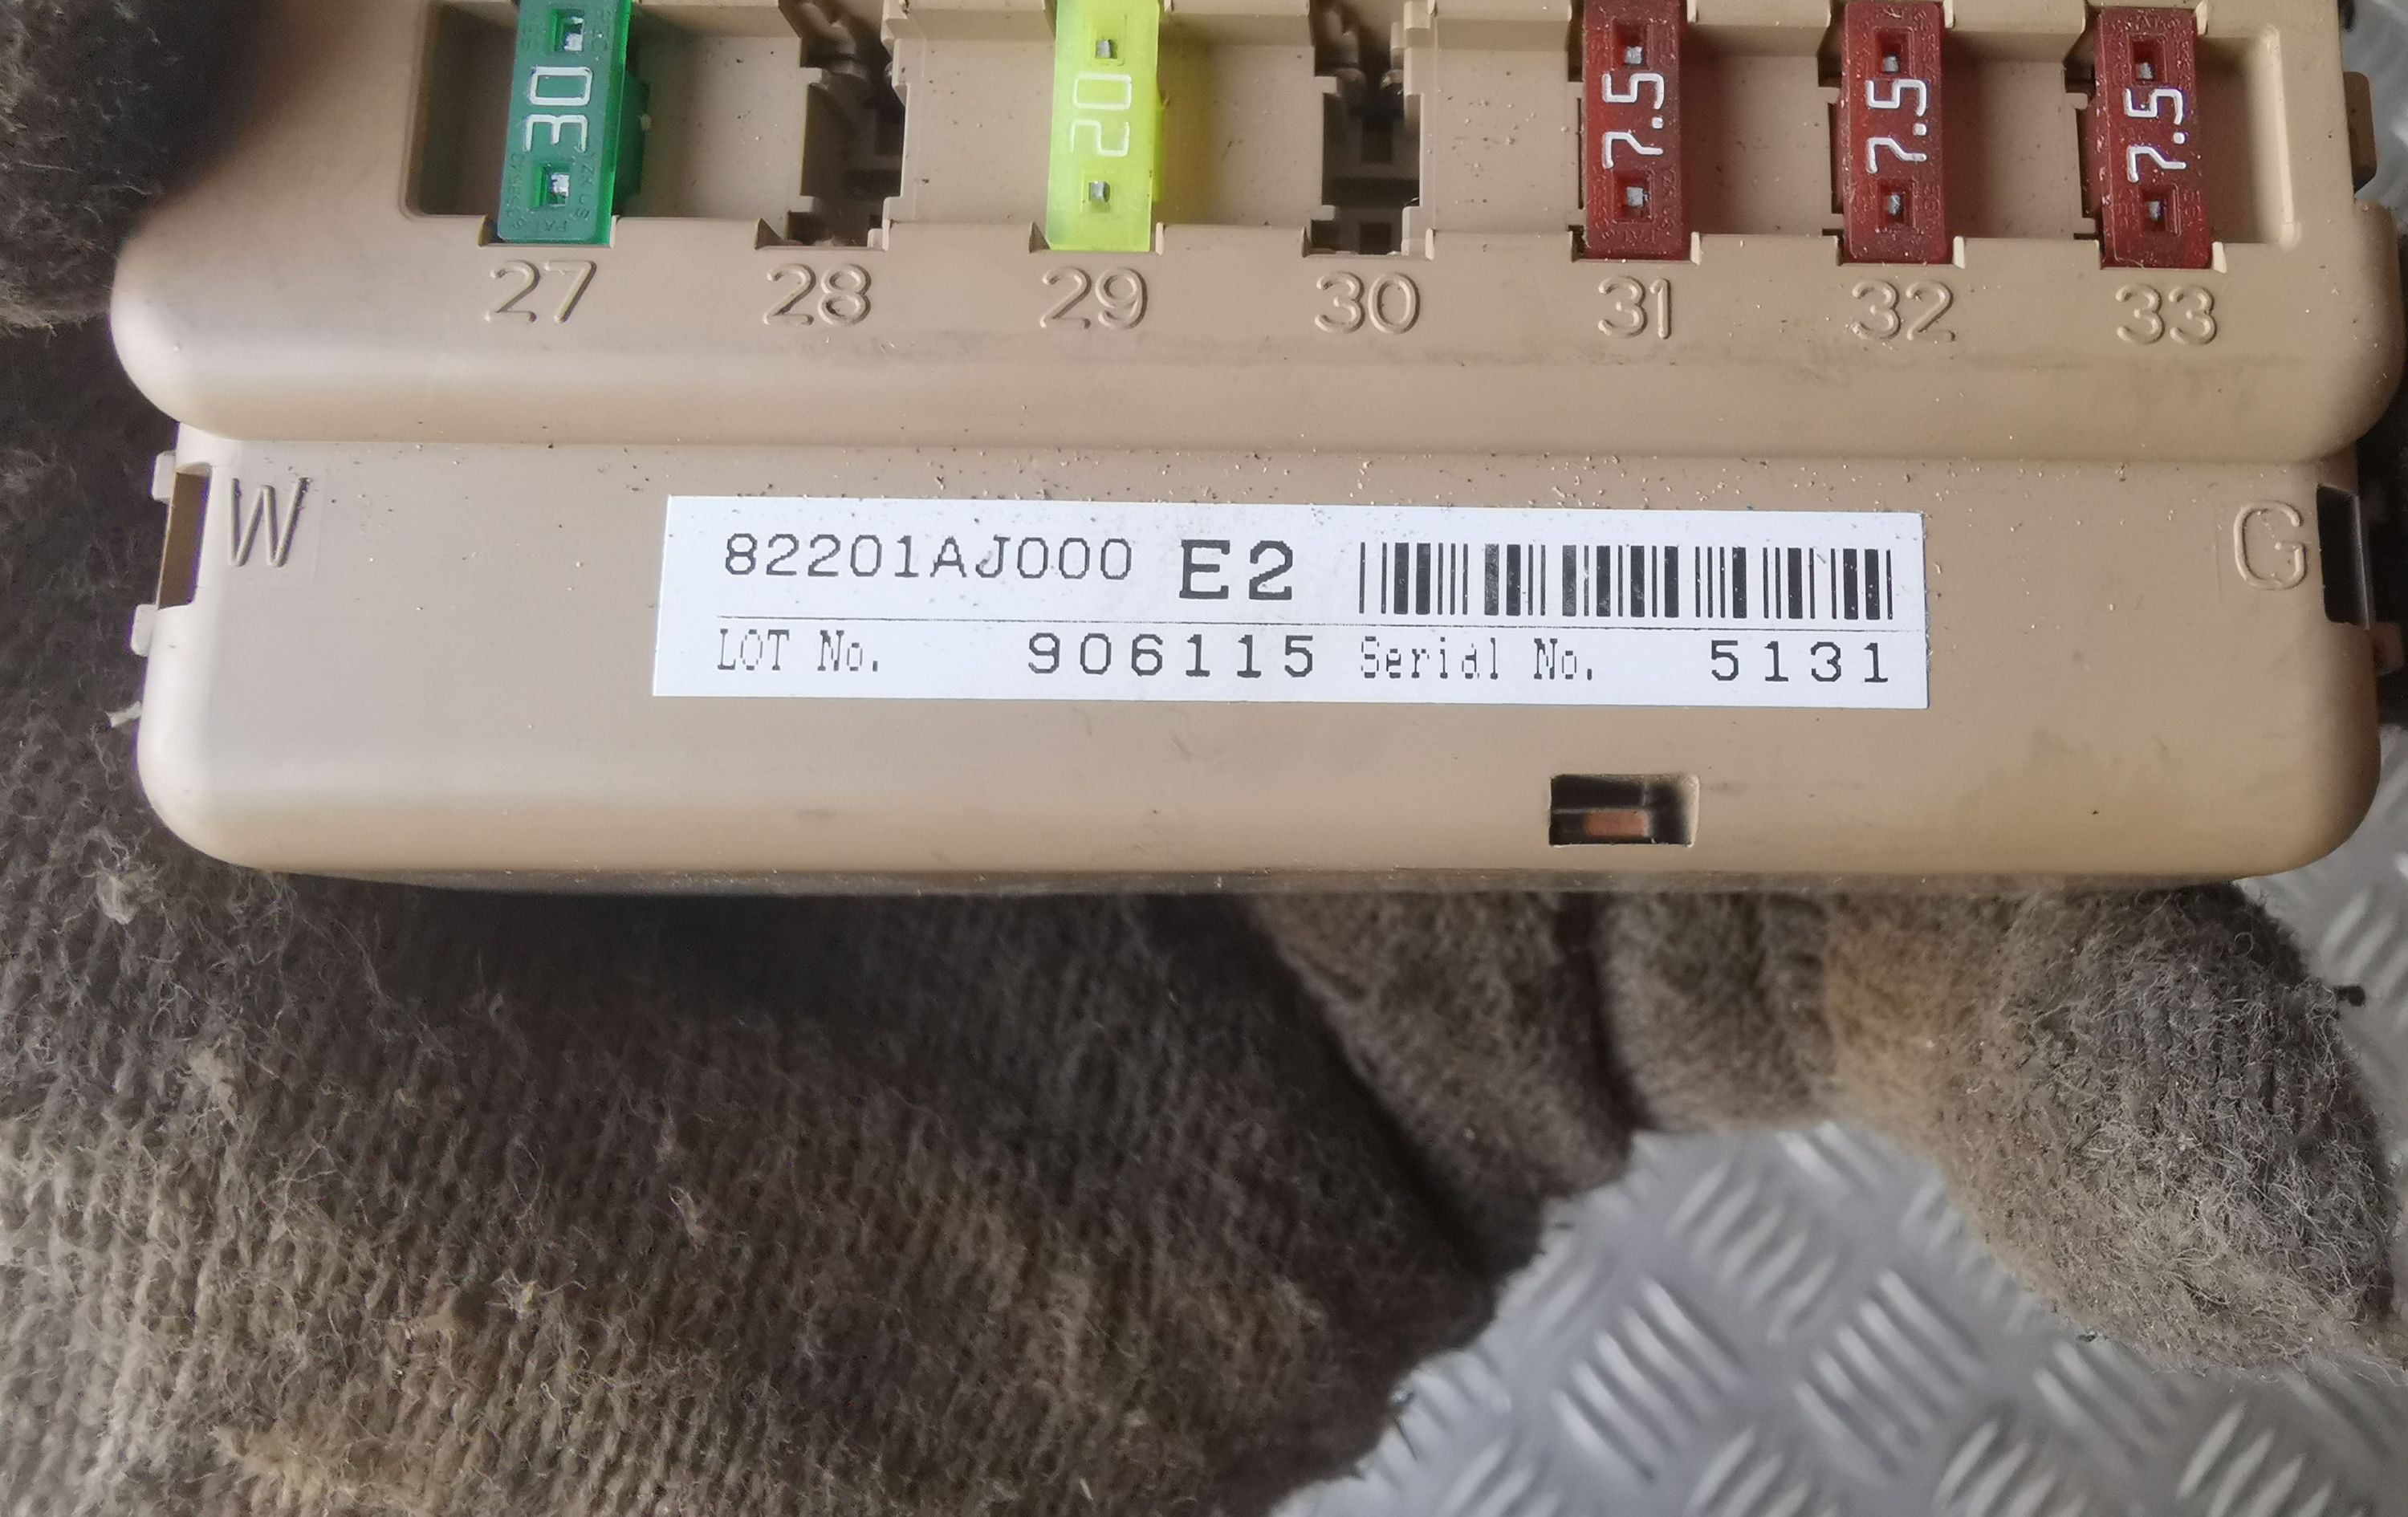 30 20 7.5 7.5 7.5
27 28 29 30 31 32 33
W G
82201AJ000 E2
LOT No. 906115 Serial No. 5131